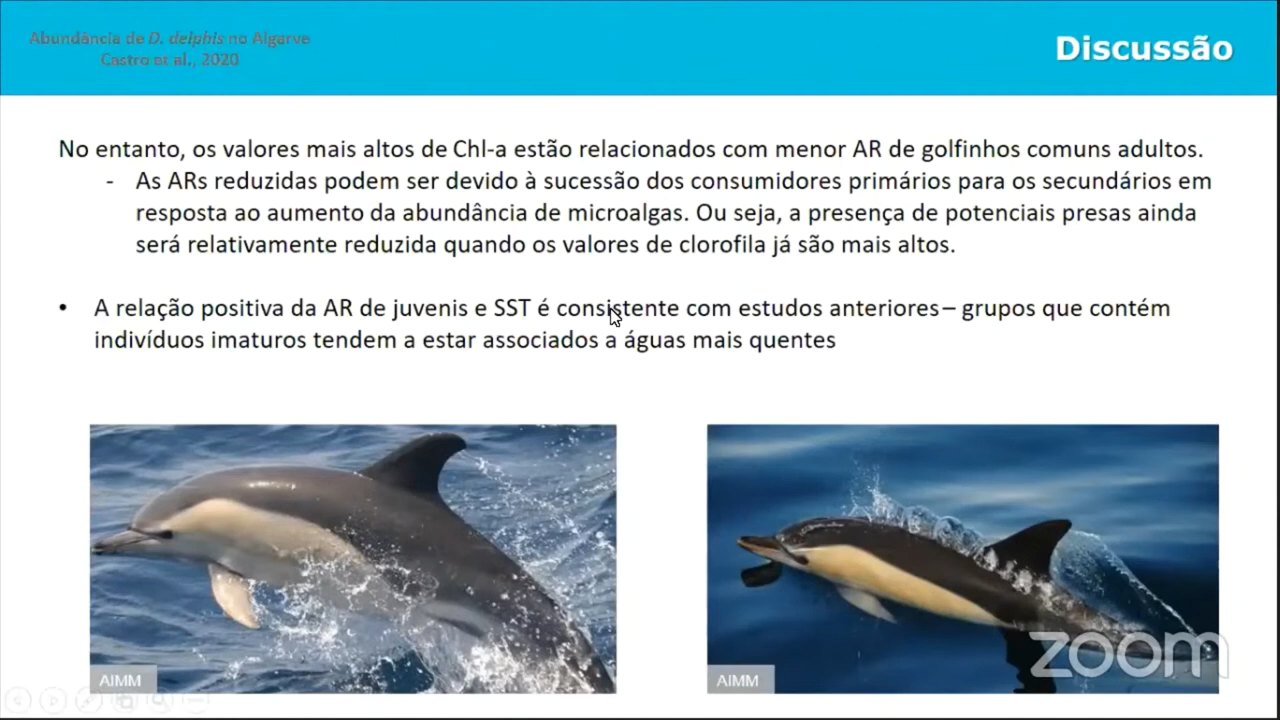 Abundância de D. delphis no Algarve
Castro et al., 2020
Discussão
No entanto, os valores mais altos de Chl-a estão relacionados com menor AR de golfinhos comuns adultos.
- As ARs reduzidas podem ser devido à sucessão dos consumidores primários para os secundários em
resposta ao aumento da abundância de microalgas. Ou seja, a presença de potenciais presas ainda
será relativamente reduzida quando os valores de clorofila já são mais altos.
• A relação positiva da AR de juvenis e SST é consistente com estudos anteriores – grupos que contém
indivíduos imaturos tendem a estar associados a águas mais quentes
AIMM
AIMM
zoom